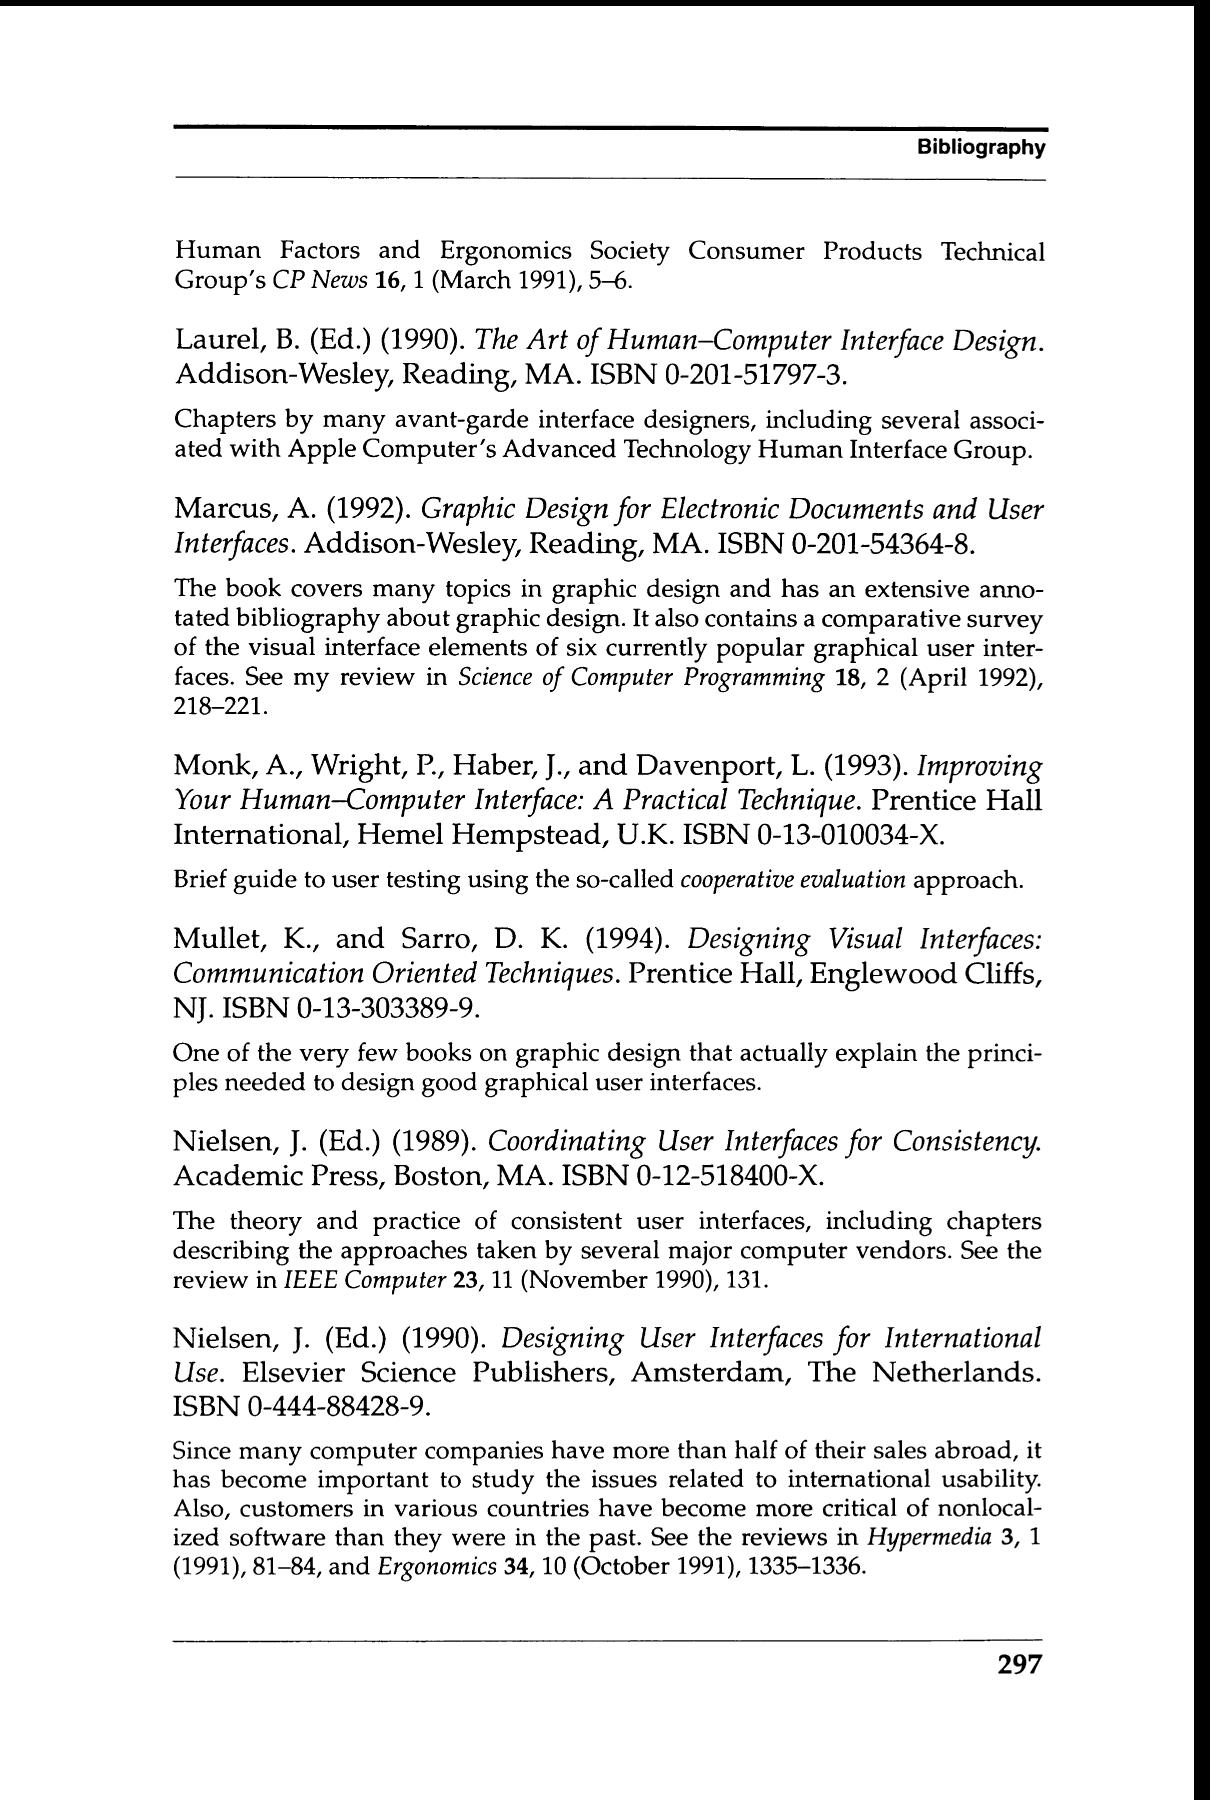 Bibliography
Human Factors and Ergonomics Society Consumer Products Technical
Group's CP News 16, 1 (March 1991), 5–6.
Laurel, B. (Ed.) (1990). The Art of Human–Computer Interface Design.
Addison-Wesley, Reading, MA. ISBN 0-201-51797-3.
Chapters by many avant-garde interface designers, including several associ-
ated with Apple Computer's Advanced Technology Human Interface Group.
Marcus, A. (1992). Graphic Design for Electronic Documents and User
Interfaces. Addison-Wesley, Reading, MA. ISBN 0-201-54364-8.
The book covers many topics in graphic design and has an extensive anno-
tated bibliography about graphic design. It also contains a comparative survey
of the visual interface elements of six currently popular graphical user inter-
faces. See my review in Science of Computer Programming 18, 2 (April 1992),
218–221.
Monk, A., Wright, P., Haber, J., and Davenport, L. (1993). Improving
Your Human–Computer Interface: A Practical Technique. Prentice Hall
International, Hemel Hempstead, U.K. ISBN 0-13-010034-X.
Brief guide to user testing using the so-called cooperative evaluation approach.
Mullet, K., and Sarro, D. K. (1994). Designing Visual Interfaces:
Communication Oriented Techniques. Prentice Hall, Englewood Cliffs,
NJ. ISBN 0-13-303389-9.
One of the very few books on graphic design that actually explain the princi-
ples needed to design good graphical user interfaces.
Nielsen, J. (Ed.) (1989). Coordinating User Interfaces for Consistency.
Academic Press, Boston, MA. ISBN 0-12-518400-X.
The theory and practice of consistent user interfaces, including chapters
describing the approaches taken by several major computer vendors. See the
review in IEEE Computer 23, 11 (November 1990), 131.
Nielsen, J. (Ed.) (1990). Designing User Interfaces for International
Use. Elsevier Science Publishers, Amsterdam, The Netherlands.
ISBN 0-444-88428-9.
Since many computer companies have more than half of their sales abroad, it
has become important to study the issues related to international usability.
Also, customers in various countries have become more critical of nonlocal-
ized software than they were in the past. See the reviews in Hypermedia 3, 1
(1991), 81–84, and Ergonomics 34, 10 (October 1991), 1335–1336.
297